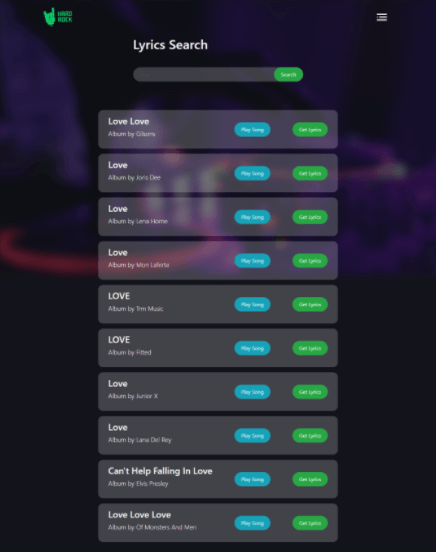 HARD
ROCK
Lyrics Search
Search
Love Love
Album by Gilsons
Play Song
Get Lyrics
Love
Album by Joris Dee
Play Song
Get Lyrics
Love
Album by Lena Horne
Play Song
Get Lyrics
Love
Album by Mon Laferte
Play Song
Get Lyrics
LOVE
Album by Trm Music
Play Song
Get Lyrics
LOVE
Album by Fitted
Play Song
Get Lyrics
Love
Album by Junior X
Play Song
Get Lyrics
Love
Album by Lana Del Rey
Play Song
Get Lyrics
Can't Help Falling In Love
Album by Elvis Presley
Play Song
Get Lyrics
Love Love Love
Album by Of Monsters And Men
Play Song
Get Lyrics